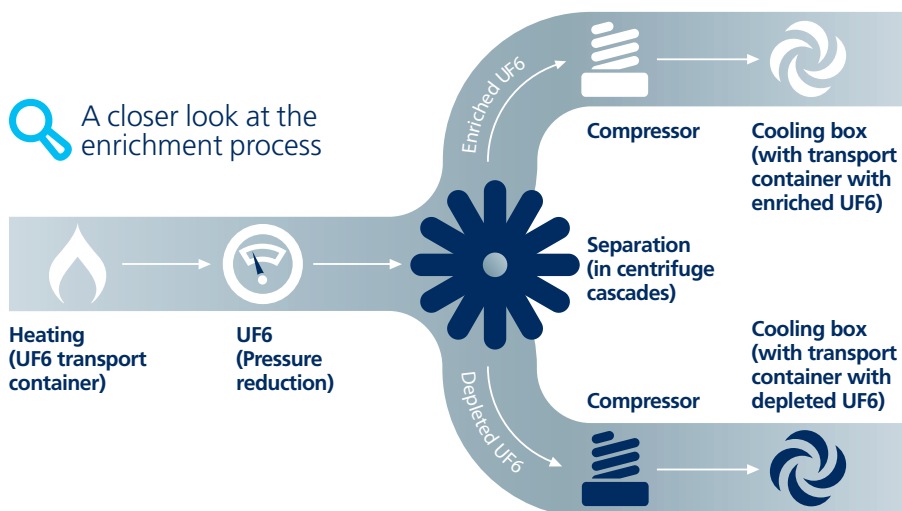 A closer look at the
enrichment process
Heating
(UF6 transport
container)
UF6
(Pressure
reduction)
Enriched UF6
Compressor
Cooling box
(with transport
container with
enriched UF6)
Separation
(in centrifuge
cascades)
Depleted UF6
Compressor
Cooling box
(with transport
container with
depleted UF6)